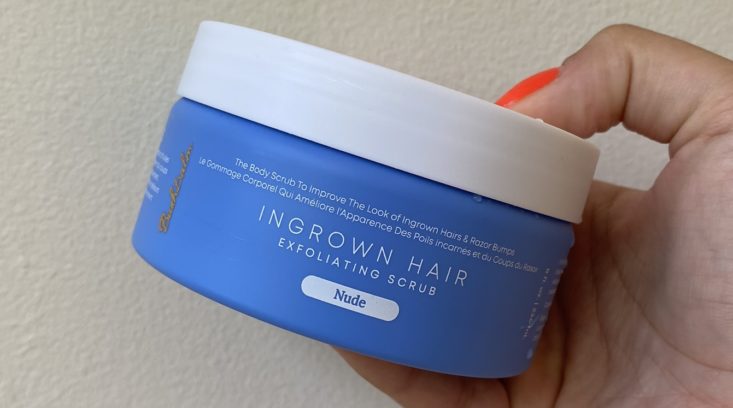 The Body Scrub To Improve The Look of Ingrown Hairs & Razor Bumps
Le Gommage Corporel Qui Améliore l'Apparence Des Poils Incarnes et du Coups du Rasoir
INGROWN HAIR
EXFOLIATING SCRUB
Nude